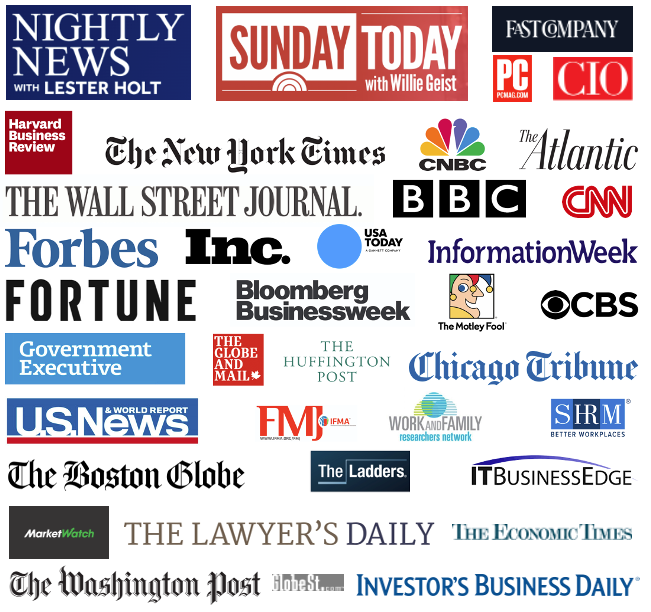 NIGHTLY
NEWS
WITH LESTER HOLT
SUNDAY TODAY
with Willie Geist
FAST COMPANY
PC
PCMAG.COM
CIO
Harvard
Business
Review
The New York Times
CNBC
The Atlantic
THE WALL STREET JOURNAL.
BBC
CNN
Forbes
Inc.
USA
TODAY
A GANNETT COMPANY
InformationWeek
FORTUNE
Bloomberg
Businessweek
The Motley Fool
CBS
Government
Executive
THE
GLOBE
AND
MAIL
THE
HUFFINGTON
POST
Chicago Tribune
U.S.News
& WORLD REPORT
FMJ
IFMA
WORK AND FAMILY
researchers network
SHRM
BETTER WORKPLACES
The Boston Globe
The Ladders.
ITBUSINESSEDGE
MarketWatch
THE LAWYER'S DAILY
THE ECONOMIC TIMES
The Washington Post
GlobeSt.com
INVESTOR'S BUSINESS DAILY®